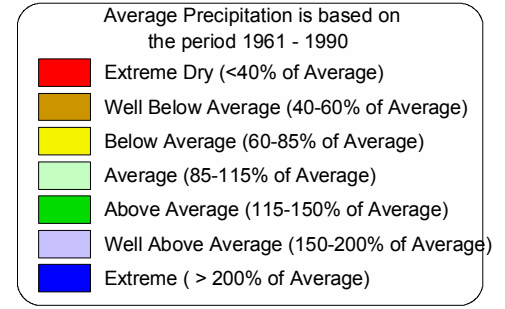 Average Precipitation is based on
the period 1961 - 1990
Extreme Dry (<40% of Average)
Well Below Average (40-60% of Average)
Below Average (60-85% of Average)
Average (85-115% of Average)
Above Average (115-150% of Average)
Well Above Average (150-200% of Average)
Extreme ( > 200% of Average)